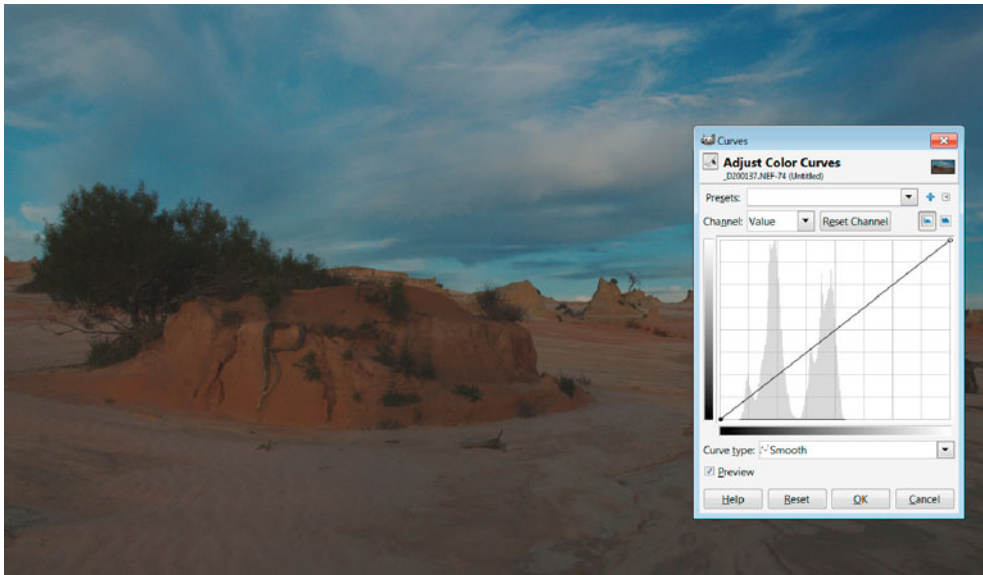 Curves
Adjust Color Curves
_D200137.NEF-74 (Untitled)
Presets:
Channel: Value Reset Channel
Curve type: Smooth
Preview
Help Reset OK Cancel